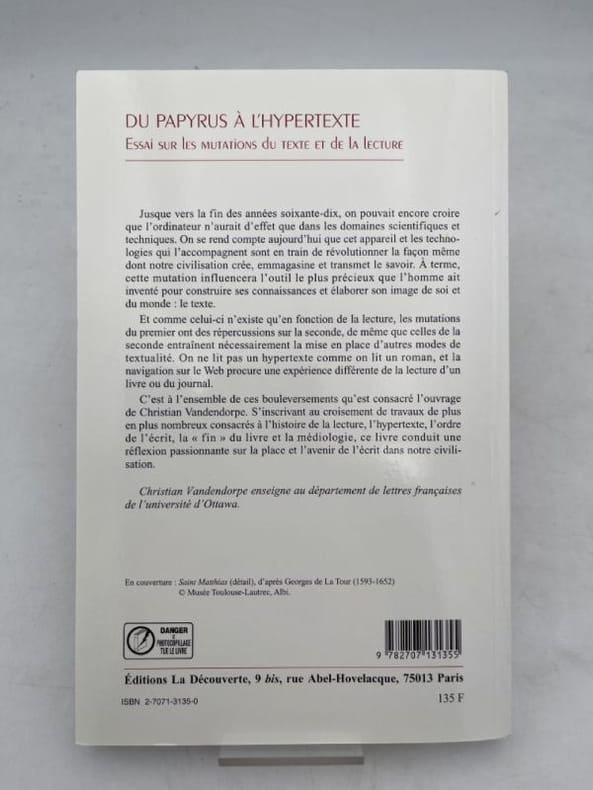 DU PAPYRUS À L'HYPERTEXTE
ESSAI SUR LES MUTATIONS DU TEXTE ET DE LA LECTURE
Jusque vers la fin des années soixante-dix, on pouvait encore croire
que l'ordinateur n'aurait d'effet que dans les domaines scientifiques et
techniques. On se rend compte aujourd'hui que cet appareil et les techno-
logies qui l'accompagnent sont en train de révolutionner la façon même
dont notre civilisation crée, emmagasine et transmet le savoir. À terme,
cette mutation influencera l'outil le plus précieux que l'homme ait
inventé pour construire ses connaissances et élaborer son image de soi et
du monde : le texte.
Et comme celui-ci n'existe qu'en fonction de la lecture, les mutations
du premier ont des répercussions sur la seconde, de même que celles de la
seconde entraînent nécessairement la mise en place d'autres modes de
textualité. On ne lit pas un hypertexte comme on lit un roman, et la
navigation sur le Web procure une expérience différente de la lecture d'un
livre ou du journal.
C'est à l'ensemble de ces bouleversements qu'est consacré l'ouvrage
de Christian Vandendorpe. S'inscrivant au croisement de travaux de plus
en plus nombreux consacrés à l'histoire de la lecture, l'hypertexte, l'ordre
de l'écrit, la « fin » du livre et la médiologie, ce livre conduit une
réflexion passionnante sur la place et l'avenir de l'écrit dans notre civili-
sation.
Christian Vandendorpe enseigne au département de lettres françaises
de l'université d'Ottawa.
En couverture : Saint Matthéas (détail), d'après Georges de La Tour (1593-1652)
© Musée Toulouse-Lautrec, Albi.
DANGER
LE
PHOTOCOPILLAGE
TUE LE LIVRE
9 782707 131355
Éditions La Découverte, 9 bis, rue Abel-Hovelacque, 75013 Paris
ISBN 2-7071-3135-0
135 F